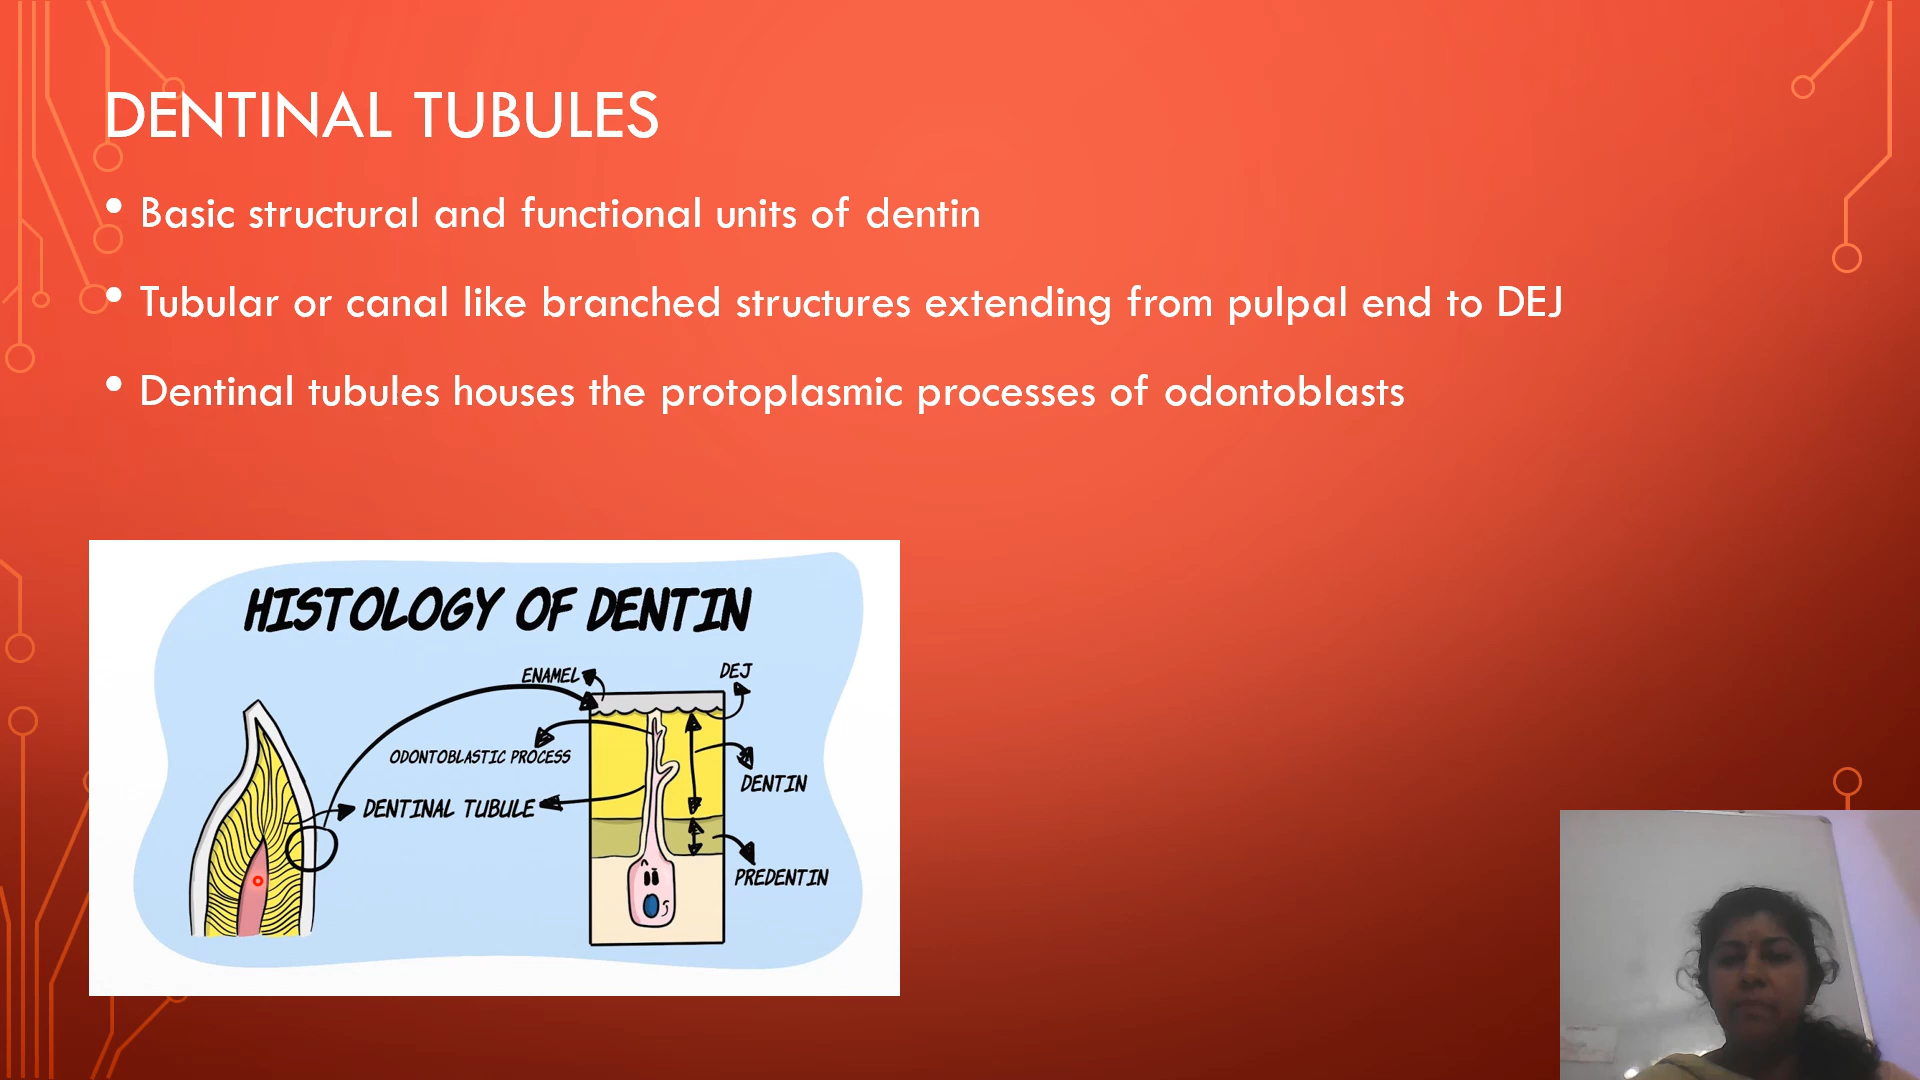 DENTINAL TUBULES
• Basic structural and functional units of dentin
• Tubular or canal like branched structures extending from pulpal end to DEJ
• Dentinal tubules houses the protoplasmic processes of odontoblasts
HISTOLOGY OF DENTIN
ENAMEL
DEJ
ODONTOBLASTIC PROCESS
DENTIN
DENTINAL TUBULE
PREDENTIN